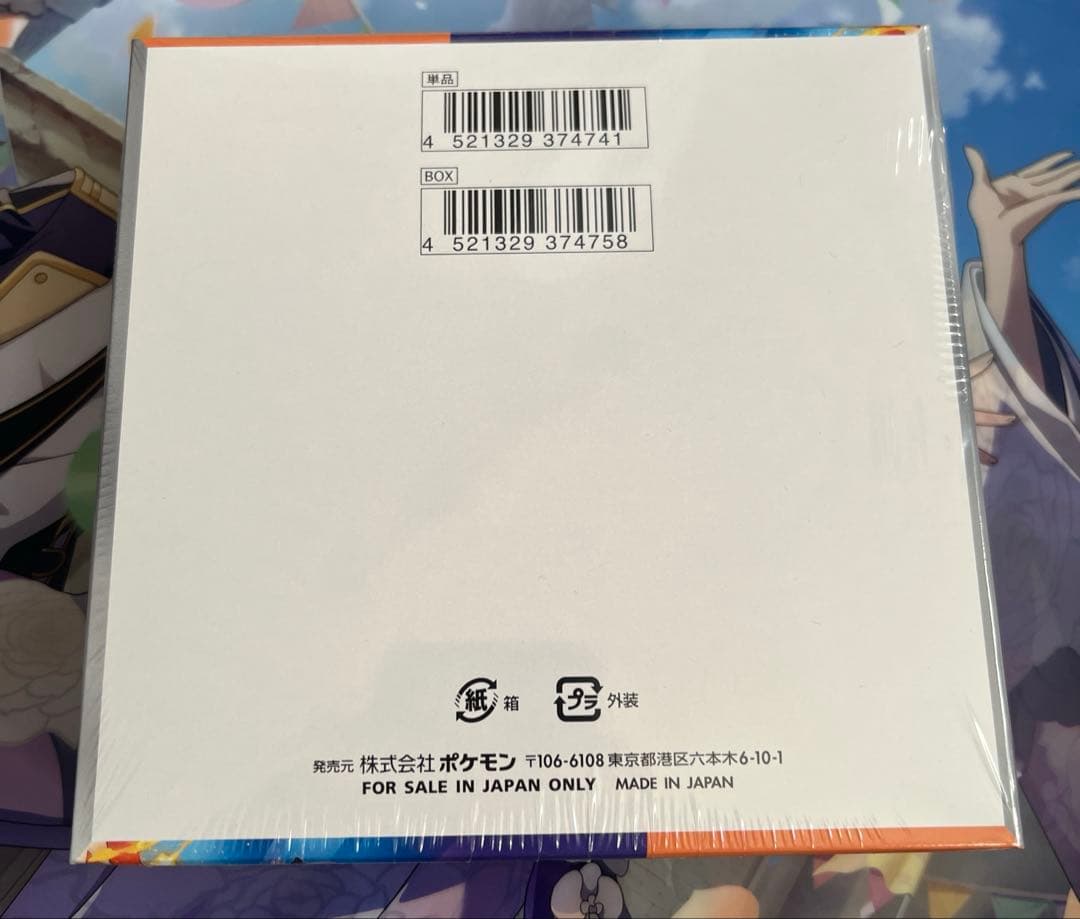 単品
4 521329 374741
BOX
4 521329 374758
紙 箱 プラ 外装
発売元 株式会社ポケモン 〒106-6108 東京都港区六本木6-10-1
FOR SALE IN JAPAN ONLY MADE IN JAPAN